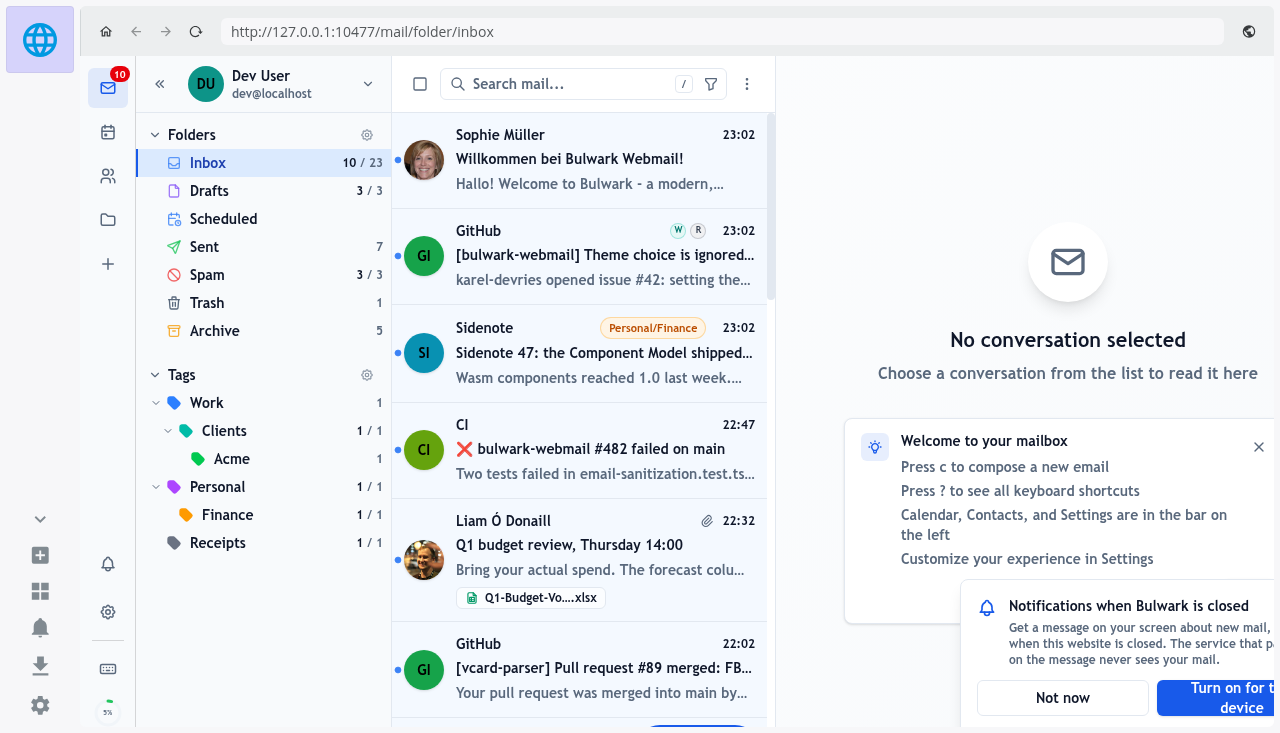 http://127.0.0.1:10477/mail/folder/inbox
10
DU
Dev User
dev@localhost
Search mail...
/
Folders
Inbox
10 / 23
Drafts
3 / 3
Scheduled
Sent
7
Spam
3 / 3
Trash
1
Archive
5
Tags
Work
1
Clients
1 / 1
Acme
1
Personal
1 / 1
Finance
1 / 1
Receipts
1 / 1
5%
Sophie Müller
23:02
Willkommen bei Bulwark Webmail!
Hallo! Welcome to Bulwark - a modern,…
GI
GitHub
W
R
23:02
[bulwark-webmail] Theme choice is ignored…
karel-devries opened issue #42: setting the…
SI
Sidenote
Personal/Finance
23:02
Sidenote 47: the Component Model shipped…
Wasm components reached 1.0 last week.…
CI
CI
22:47
❌ bulwark-webmail #482 failed on main
Two tests failed in email-sanitization.test.ts…
Liam Ó Donaill
22:32
Q1 budget review, Thursday 14:00
Bring your actual spend. The forecast colu…
Q1-Budget-Vo….xlsx
GI
GitHub
22:02
[vcard-parser] Pull request #89 merged: FB…
Your pull request was merged into main by…
No conversation selected
Choose a conversation from the list to read it here
Welcome to your mailbox
Press c to compose a new email
Press ? to see all keyboard shortcuts
Calendar, Contacts, and Settings are in the bar on
the left
Customize your experience in Settings
Notifications when Bulwark is closed
Get a message on your screen about new mail,
when this website is closed. The service that
on the message never sees your mail.
Not now
Turn on for
device